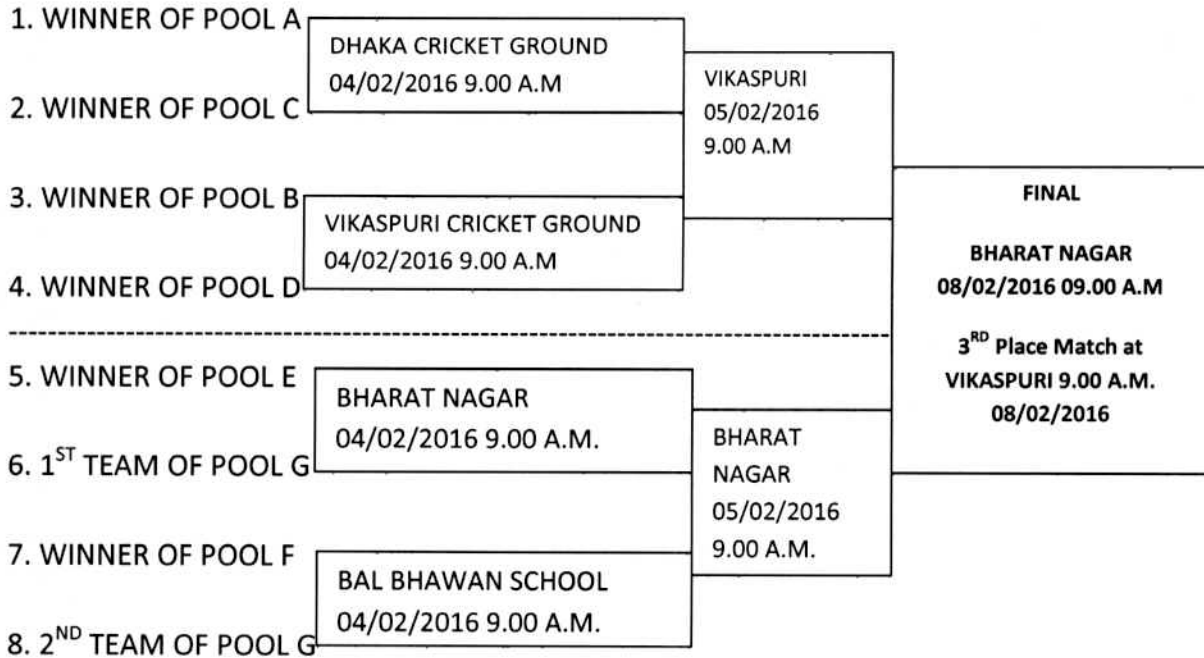 1. WINNER OF POOL A
DHAKA CRICKET GROUND
04/02/2016 9.00 A.M
2. WINNER OF POOL C
3. WINNER OF POOL B
VIKASPURI CRICKET GROUND
04/02/2016 9.00 A.M
4. WINNER OF POOL D
VIKASPURI
05/02/2016
9.00 A.M
5. WINNER OF POOL E
BHARAT NAGAR
04/02/2016 9.00 A.M.
6. 1ST TEAM OF POOL G
7. WINNER OF POOL F
BAL BHAWAN SCHOOL
04/02/2016 9.00 A.M.
8. 2ND TEAM OF POOL G
BHARAT
NAGAR
05/02/2016
9.00 A.M.
FINAL
BHARAT NAGAR
08/02/2016 09.00 A.M
3RD Place Match at
VIKASPURI 9.00 A.M.
08/02/2016